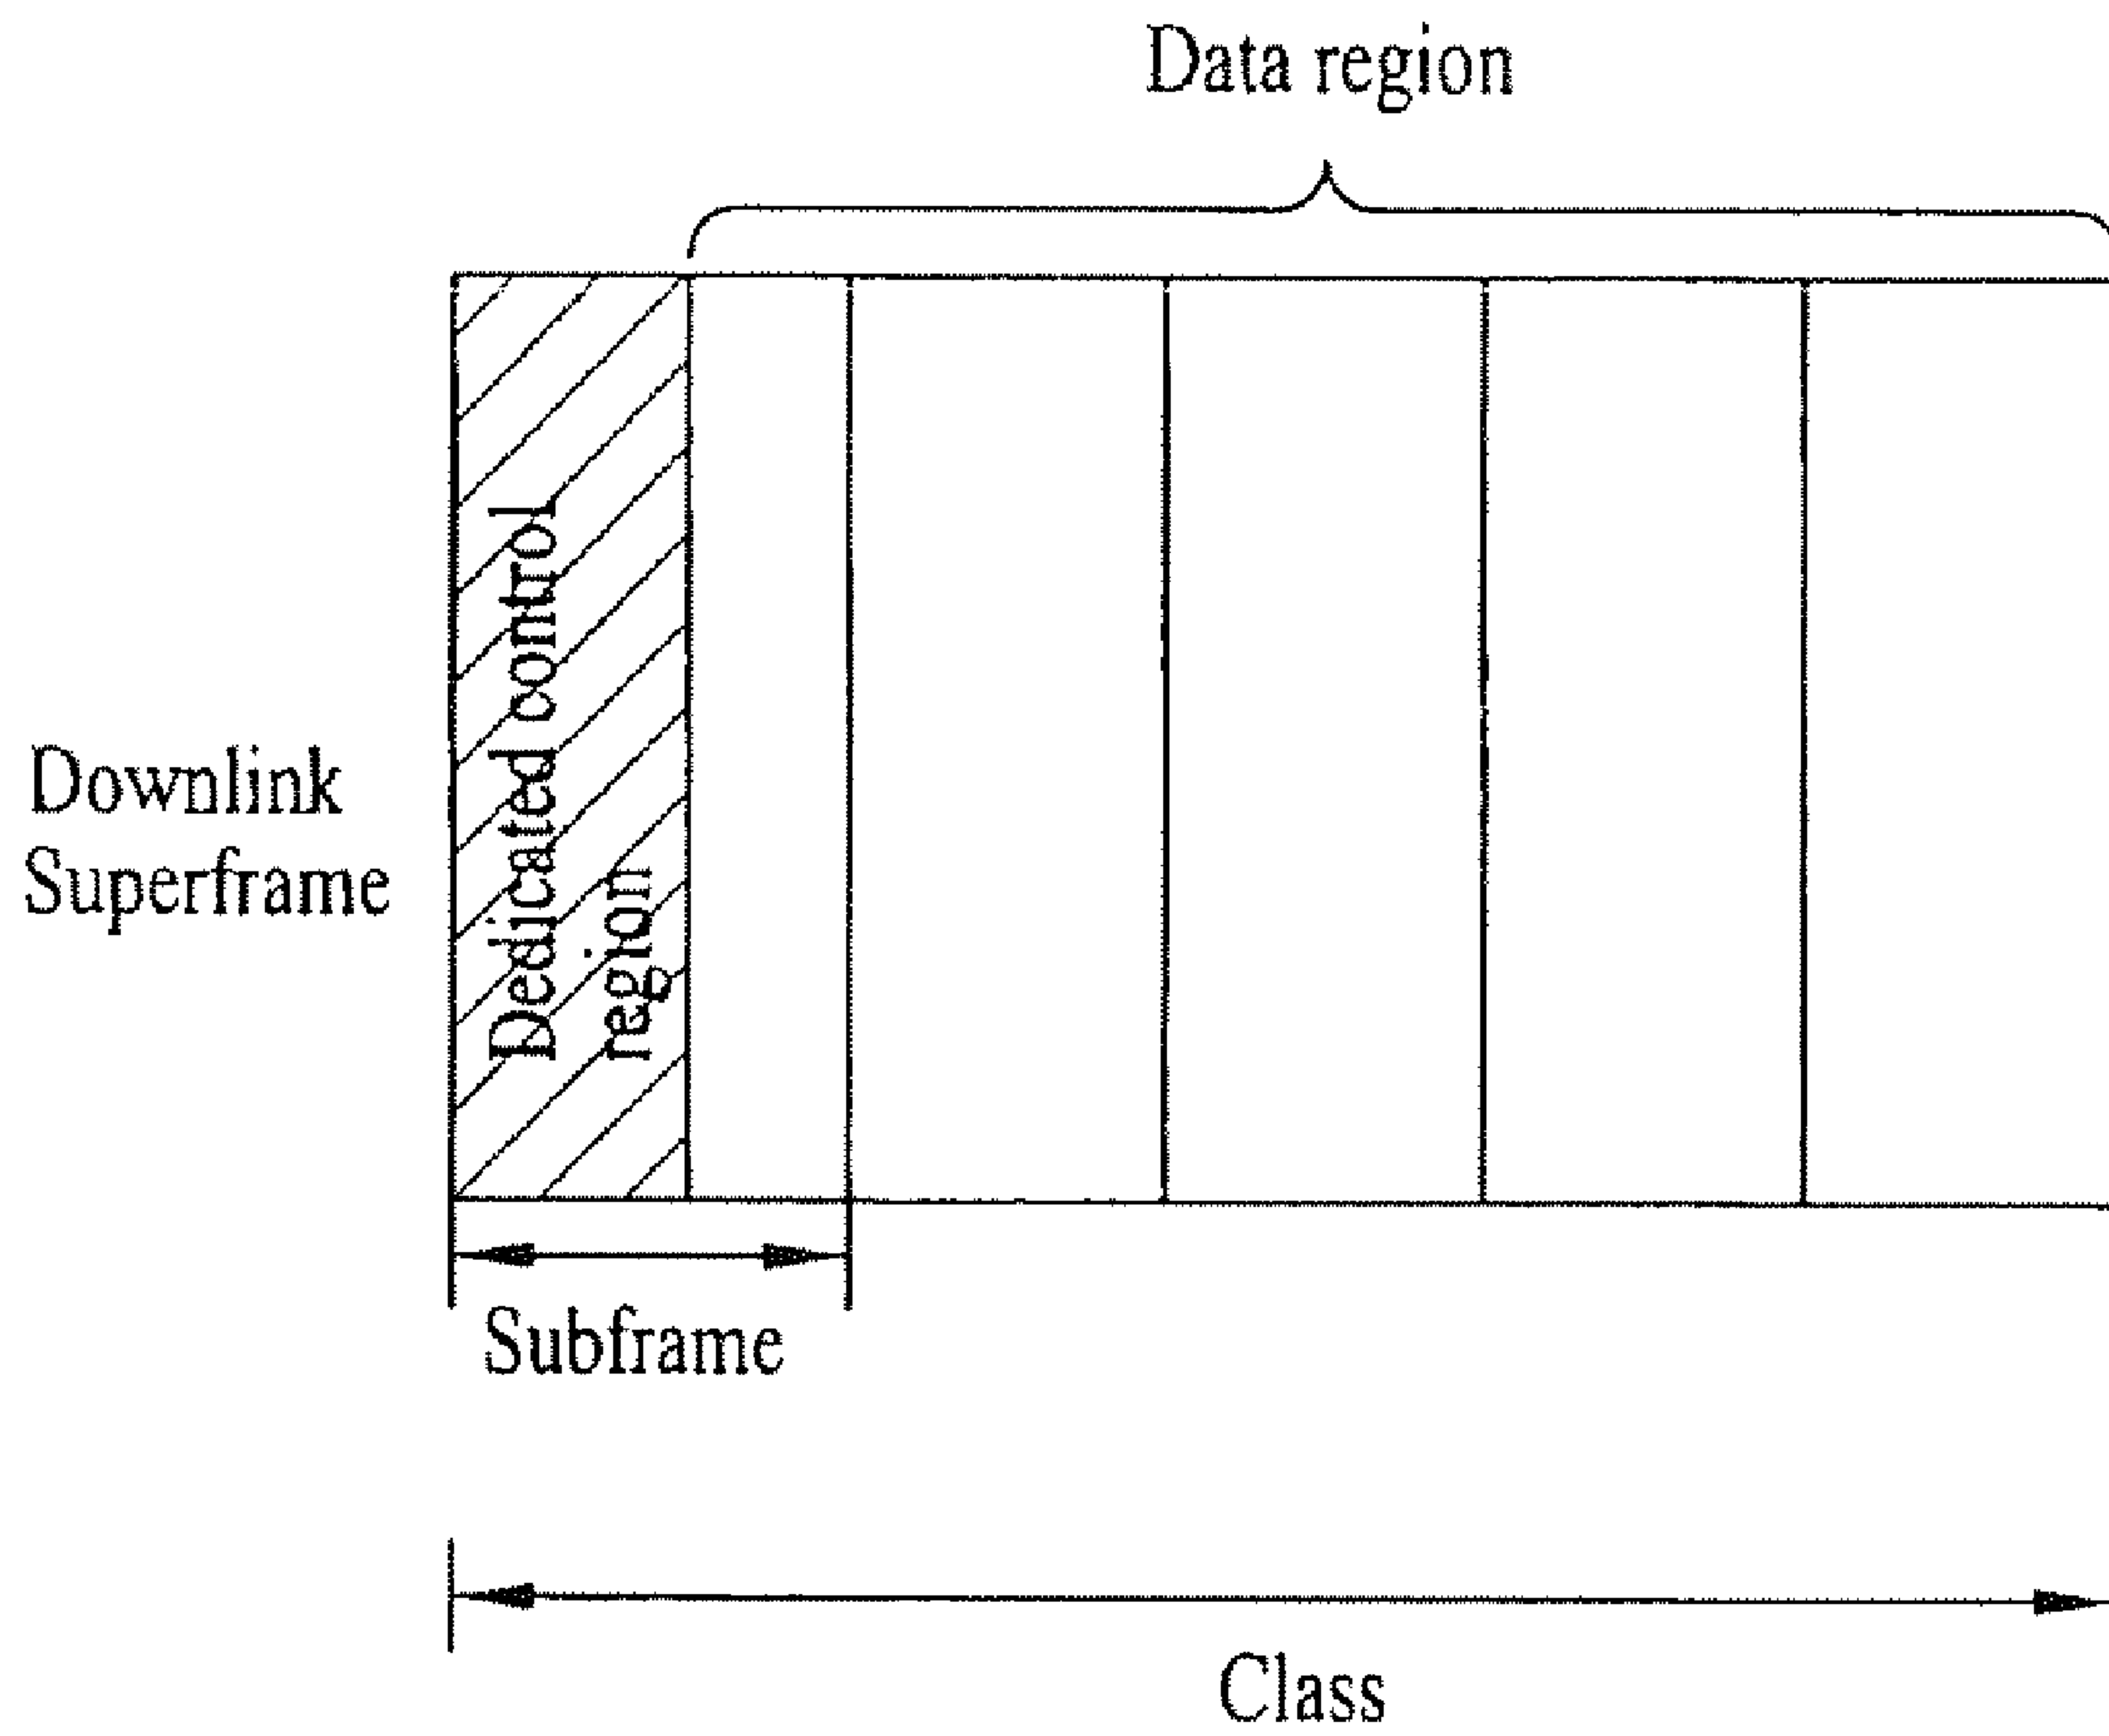 Data region
Downlink
Superframe
Dedicated control
region
Subframe
Class